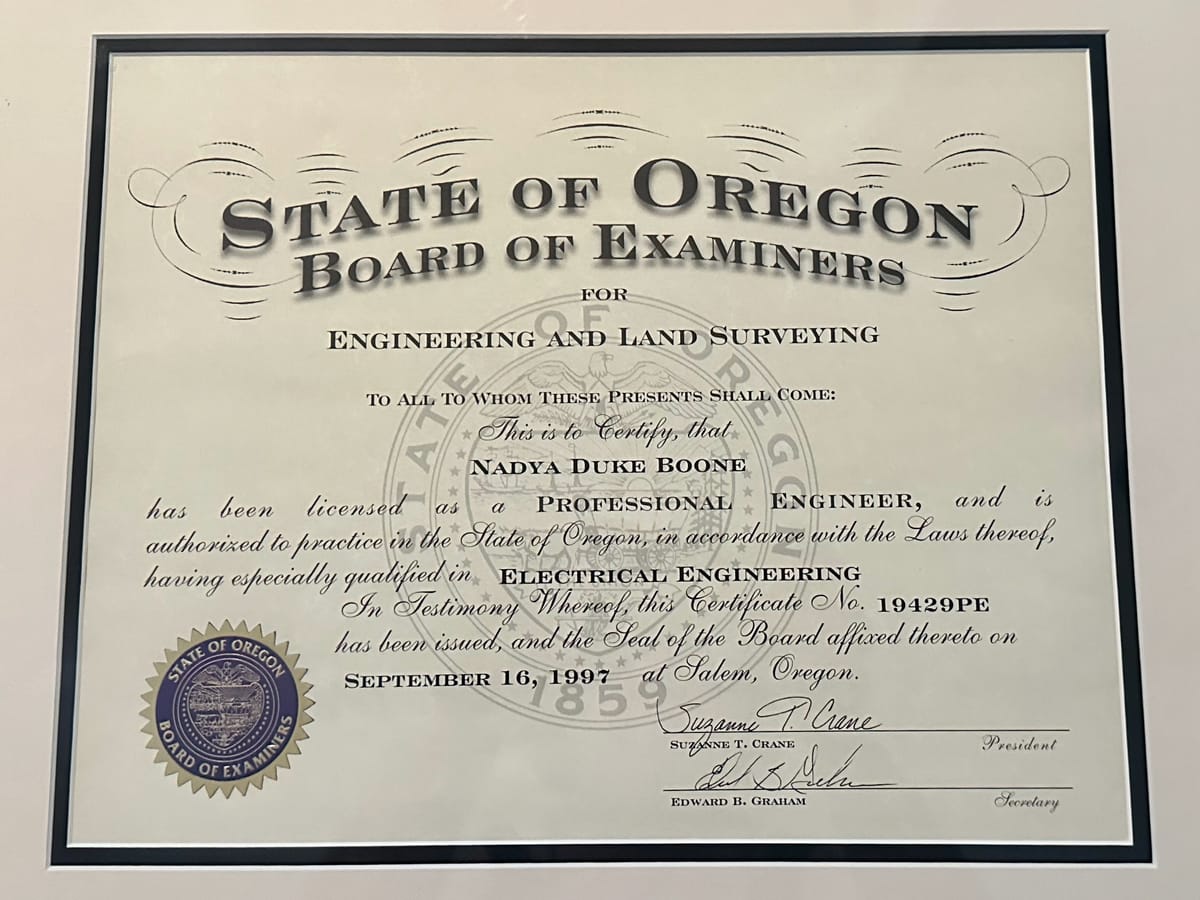 STATE OF OREGON
BOARD OF EXAMINERS
FOR
ENGINEERING AND LAND SURVEYING
TO ALL TO WHOM THESE PRESENTS SHALL COME:
This is to Certify, that
NADYA DUKE BOONE
has been licensed as a PROFESSIONAL ENGINEER, and is
authorized to practice in the State of Oregon, in accordance with the Laws thereof,
having especially qualified in ELECTRICAL ENGINEERING
In Testimony Whereof, this Certificate No. 19429PE
has been issued, and the Seal of the Board affixed thereto on
SEPTEMBER 16, 1997 at Salem, Oregon.
Suzanne T. Crane
SUZANNE T. CRANE President
EDWARD B. GRAHAM Secretary
STATE OF OREGON
BOARD OF EXAMINERS
STATE OF OREGON
1859